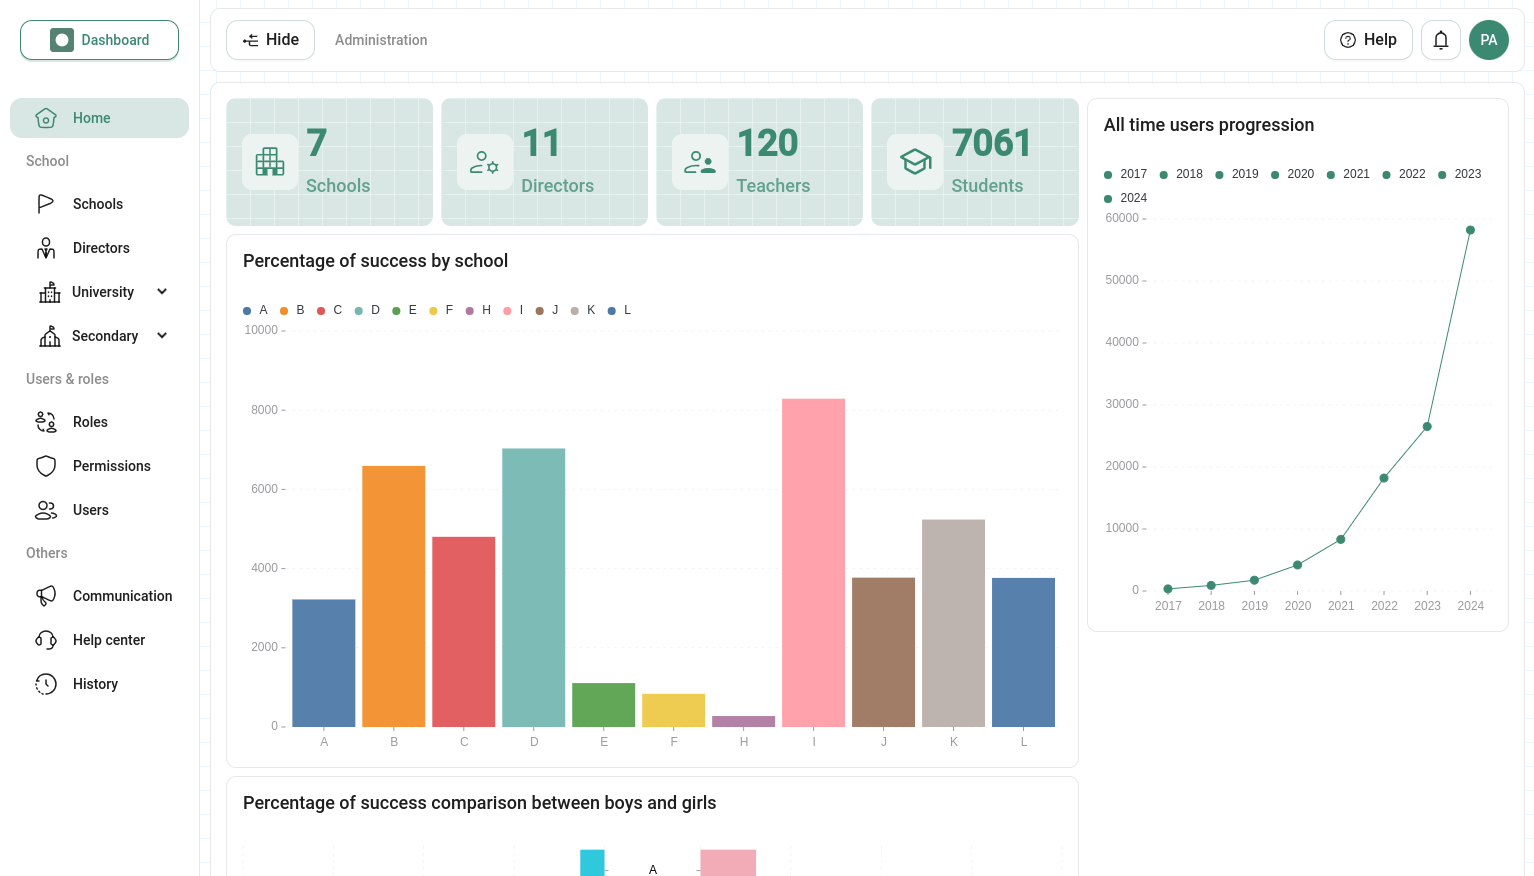 Dashboard
Home
School
Schools
Directors
University
Secondary
Users & roles
Roles
Permissions
Users
Others
Communication
Help center
History
Hide
Administration
Help
PA
7
Schools
11
Directors
120
Teachers
7061
Students
Percentage of success by school
A B C D E F H I J K L
10000
8000
6000
4000
2000
0
A B C D E F H I J K L
Percentage of success comparison between boys and girls
A
All time users progression
2017 2018 2019 2020 2021 2022 2023
2024
60000
50000
40000
30000
20000
10000
0
2017 2018 2019 2020 2021 2022 2023 2024